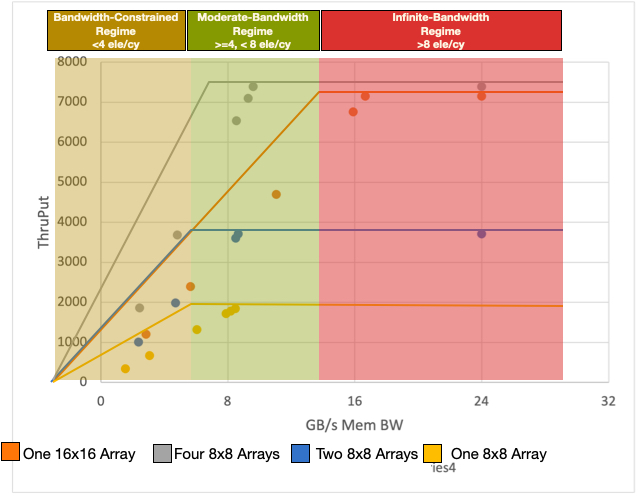 Bandwidth-Constrained
Regime
<4 ele/cy
Moderate-Bandwidth
Regime
>=4, < 8 ele/cy
Infinite-Bandwidth
Regime
>8 ele/cy
8000
7000
6000
5000
4000
3000
2000
1000
0
ThruPut
0 8 16 24 32
GB/s Mem BW
One 16x16 Array Four 8x8 Arrays Two 8x8 Arrays One 8x8 Array
ies4